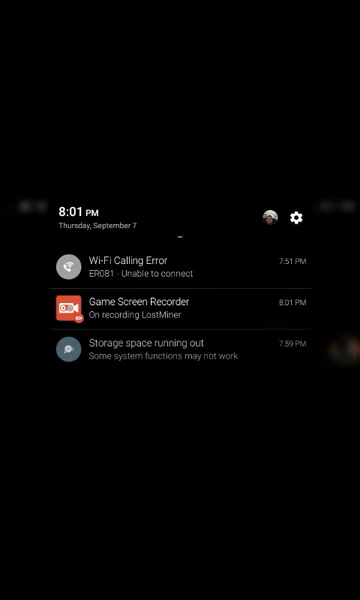 8:01 PM
Thursday, September 7
Wi-Fi Calling Error
7:51 PM
ER081 · Unable to connect
Game Screen Recorder
8:01 PM
On recording LostMiner
Storage space running out
7:59 PM
Some system functions may not work